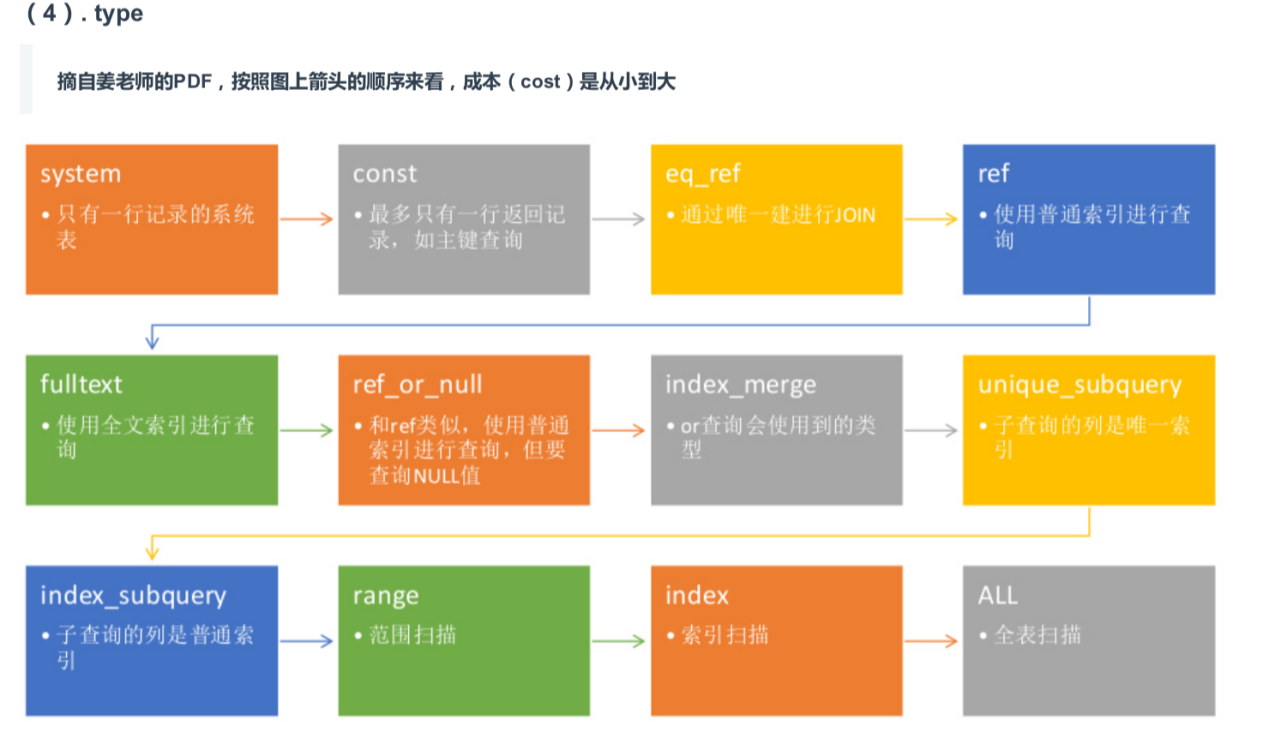 （4）. type
摘自姜老师的PDF，按照图上箭头的顺序来看，成本（cost）是从小到大
system
• 只有一行记录的系统
表
const
• 最多只有一行返回记
录，如主键查询
eq_ref
• 通过唯一建进行JOIN
ref
• 使用普通索引进行查
询
fulltext
• 使用全文索引进行查
询
ref_or_null
• 和ref类似，使用普通
索引进行查询，但要
查询NULL值
index_merge
• or查询会使用到的类
型
unique_subquery
• 子查询的列是唯一索
引
index_subquery
• 子查询的列是普通索
引
range
• 范围扫描
index
• 索引扫描
ALL
• 全表扫描